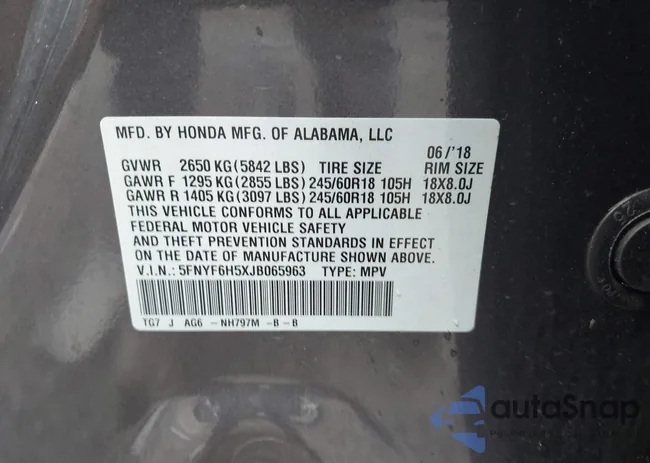 MFD. BY HONDA MFG. OF ALABAMA, LLC
06/'18
GVWR 2650 KG(5842 LBS) TIRE SIZE RIM SIZE
GAWR F 1295 KG(2855 LBS)245/60R18 105H 18X8.0J
GAWR R 1405 KG(3097 LBS)245/60R18 105H 18X8.0J
THIS VEHICLE CONFORMS TO ALL APPLICABLE
FEDERAL MOTOR VEHICLE SAFETY
AND THEFT PREVENTION STANDARDS IN EFFECT
ON THE DATE OF MANUFACTURE SHOWN ABOVE.
V.I.N.: 5FNYF6H5XJB065963 TYPE: MPV
TG7 J AG6 -NH797M -B-B
autoSnap